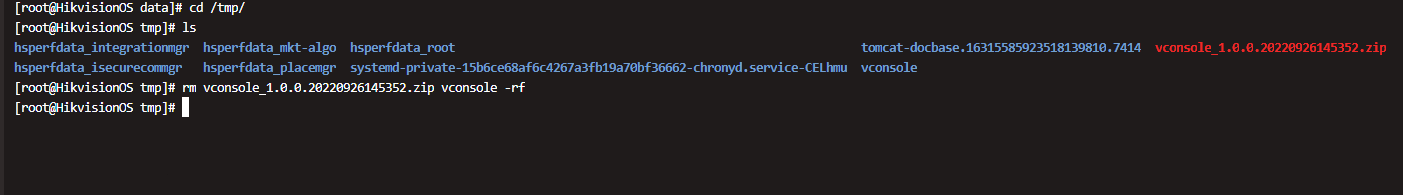 [root@HikvisionOS data]# cd /tmp/
[root@HikvisionOS tmp]# ls
hsperfdata_integrationmgr hsperfdata_mkt-algo hsperfdata_root tomcat-docbase.16315585923518139810.7414 vconsole_1.0.0.20220926145352.zip
hsperfdata_isecurecommgr hsperfdata_placemgr systemd-private-15b6ce68af6c4267a3fb19a70bf36662-chronyd.service-CELhmu vconsole
[root@HikvisionOS tmp]# rm vconsole_1.0.0.20220926145352.zip vconsole -rf
[root@HikvisionOS tmp]#